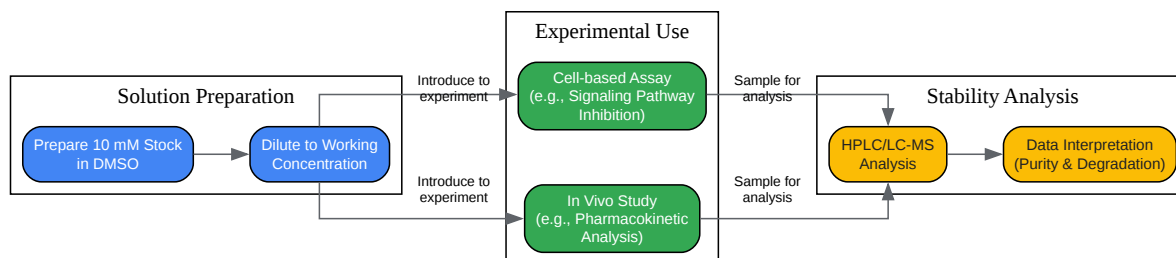 Solution Preparation
Prepare 10 mM Stock
in DMSO
Dilute to Working
Concentration
Introduce to
experiment
Introduce to
experiment
Experimental Use
Cell-based Assay
(e.g., Signaling Pathway
Inhibition)
In Vivo Study
(e.g., Pharmacokinetic
Analysis)
Sample for
analysis
Sample for
analysis
Stability Analysis
HPLC/LC-MS
Analysis
Data Interpretation
(Purity & Degradation)